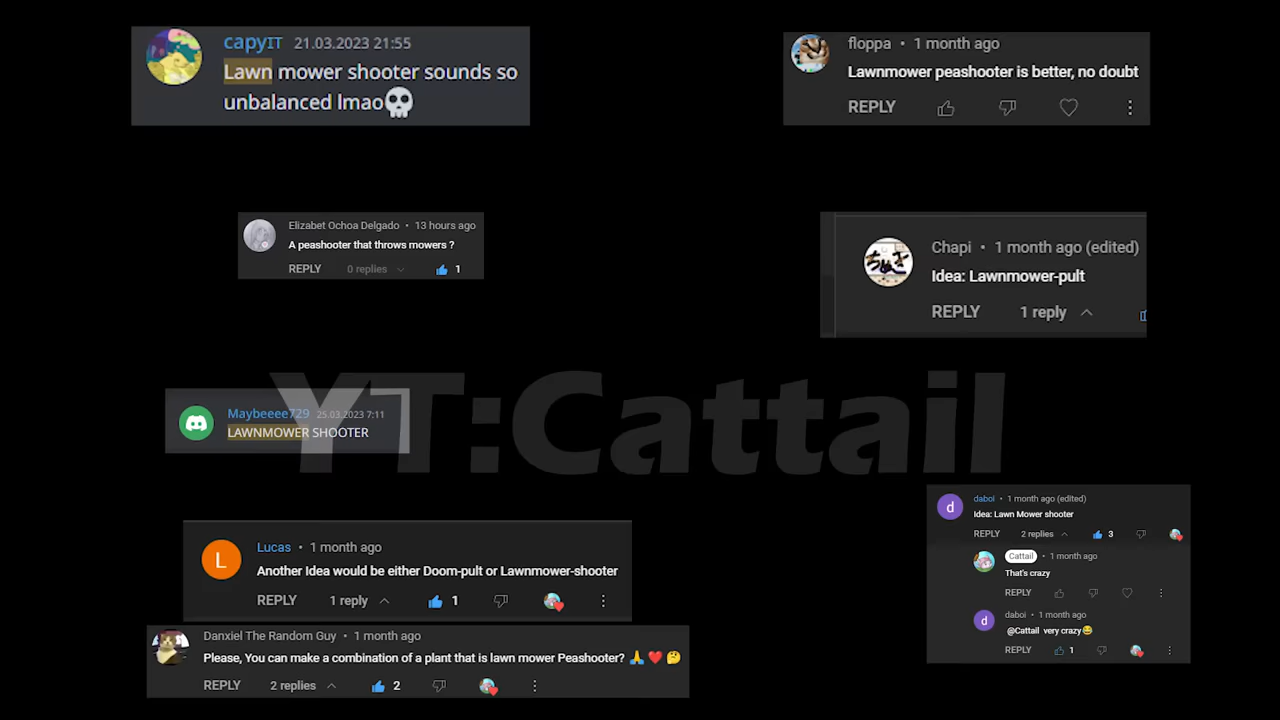 capyIT 21.03.2023 21:55
Lawn mower shooter sounds so
unbalanced lmao💀
floppa • 1 month ago
Lawnmower peashooter is better, no doubt
REPLY
Elizabet Ochoa Delgado • 13 hours ago
A peashooter that throws mowers ?
REPLY 0 replies 1
Chapi • 1 month ago (edited)
Idea: Lawnmower-pult
REPLY 1 reply
Maybeeee729 25.03.2023 7:11
LAWNMOWER SHOOTER
YT:Cattail
d
daboi • 1 month ago (edited)
Idea: Lawn Mower shooter
REPLY 2 replies 3
Cattail • 1 month ago
That's crazy
REPLY
d
daboi • 1 month ago
@Cattail very crazy😂
REPLY 1
L
Lucas • 1 month ago
Another Idea would be either Doom-pult or Lawnmower-shooter
REPLY 1 reply 1
Danxiel The Random Guy • 1 month ago
Please, You can make a combination of a plant that is lawn mower Peashooter? 🙏❤️🤔
REPLY 2 replies 2